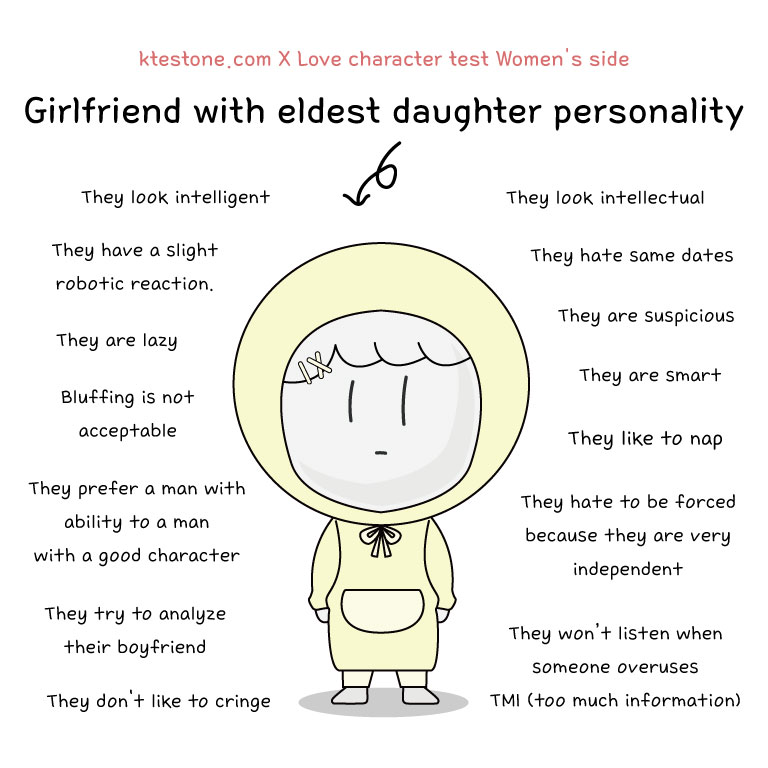 ktestone.com X Love character test Women's side
Girlfriend with eldest daughter personality
They look intelligent
They have a slight
robotic reaction.
They are lazy
Bluffing is not
acceptable
They prefer a man with
ability to a man
with a good character
They try to analyze
their boyfriend
They don't like to cringe
They look intellectual
They hate same dates
They are suspicious
They are smart
They like to nap
They hate to be forced
because they are very
independent
They won't listen when
someone overuses
TMI (too much information)